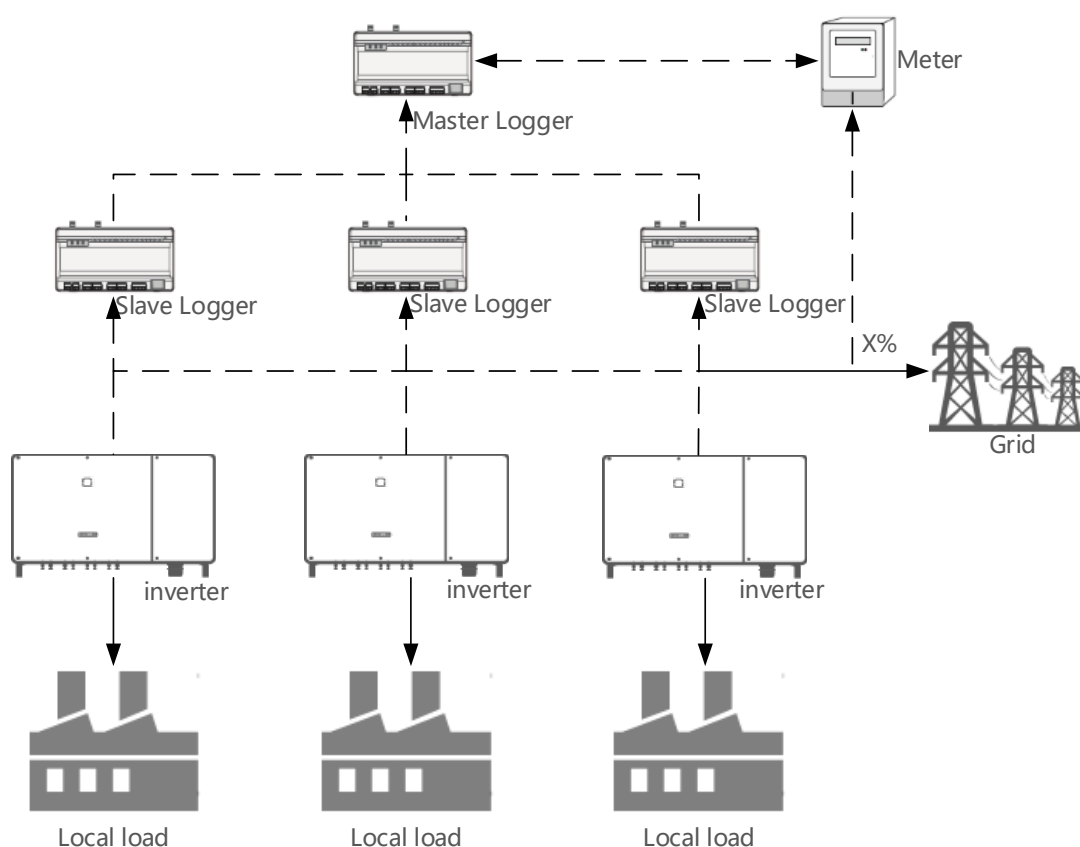 Meter
Master Logger
Slave Logger
Slave Logger
Slave Logger
X%
Grid
inverter
inverter
inverter
Local load
Local load
Local load